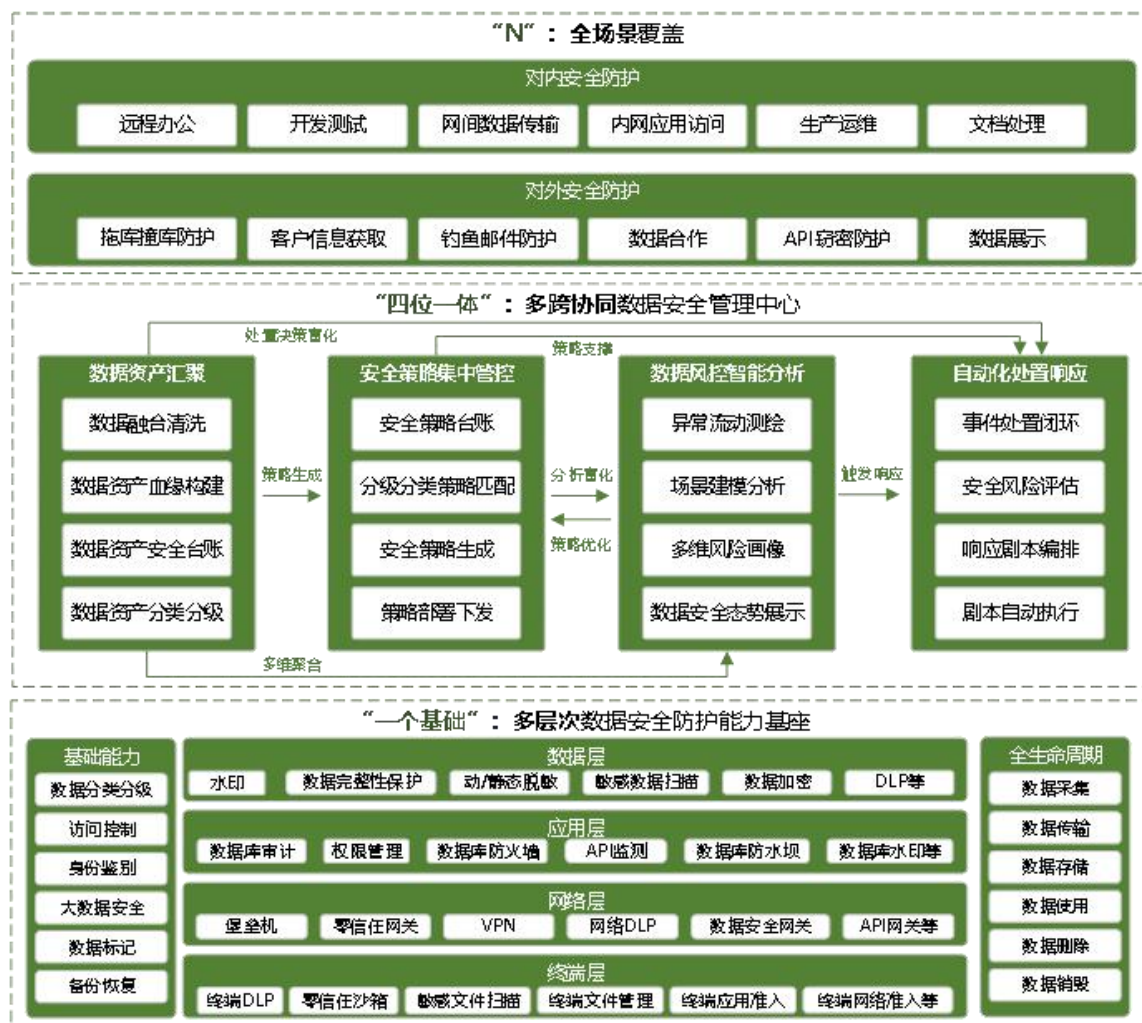 “N“：全场景覆盖
对内安全防护
远程办公 开发测试 网间数据传输 内网应用访问 生产运维 文档处理
对外安全防护
拖库撞库防护 客户信息获取 钓鱼邮件防护 数据合作 API窃密防护 数据展示
“四位一体“：多跨协同数据安全管理中心
处置决策富化
策略支撑
数据资产汇聚
数据融合清洗
数据资产血缘构建
数据资产安全台账
数据资产分类分级
策略生成
安全策略集中管控
安全策略台账
分级分类策略匹配
安全策略生成
策略部署下发
分析富化
策略优化
数据风控智能分析
异常流动测绘
场景建模分析
多维风险画像
数据安全态势展示
触发响应
自动化处置响应
事件处置闭环
安全风险评估
响应剧本编排
剧本自动执行
多维聚合
“一个基础“：多层次数据安全防护能力基座
基础能力
数据分类分级
访问控制
身份鉴别
大数据安全
数据标记
备份恢复
数据层
水印 数据完整性保护 动/静态脱敏 敏感数据扫描 数据加密 DLP等
应用层
数据库审计 权限管理 数据库防火墙 API监测 数据库防水坝 数据库水印等
网络层
堡垒机 零信任网关 VPN 网络DLP 数据安全网关 API网关等
终端层
终端DLP 零信任沙箱 敏感文件扫描 终端文件管理 终端应用准入 终端网络准入等
全生命周期
数据采集
数据传输
数据存储
数据使用
数据删除
数据销毁